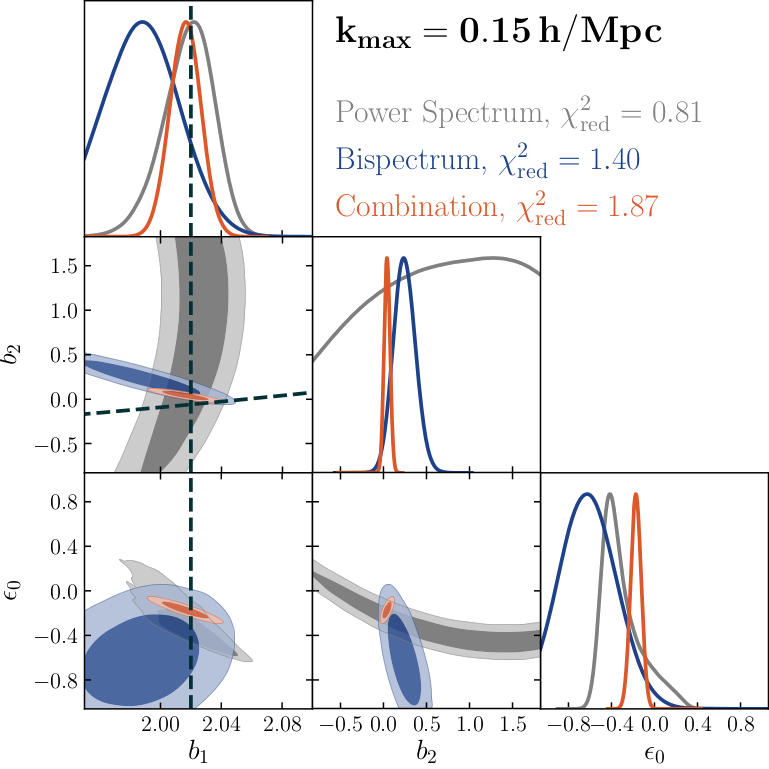 k_max = 0.15 h/Mpc
Power Spectrum, χ²_red = 0.81
Bispectrum, χ²_red = 1.40
Combination, χ²_red = 1.87
1.5
1.0
0.5
0.0
−0.5
b₂
0.8
0.4
0.0
−0.4
−0.8
ϵ₀
2.00 2.04 2.08
b₁
−0.5 0.0 0.5 1.0 1.5
b₂
−0.8 −0.4 0.0 0.4 0.8
ϵ₀